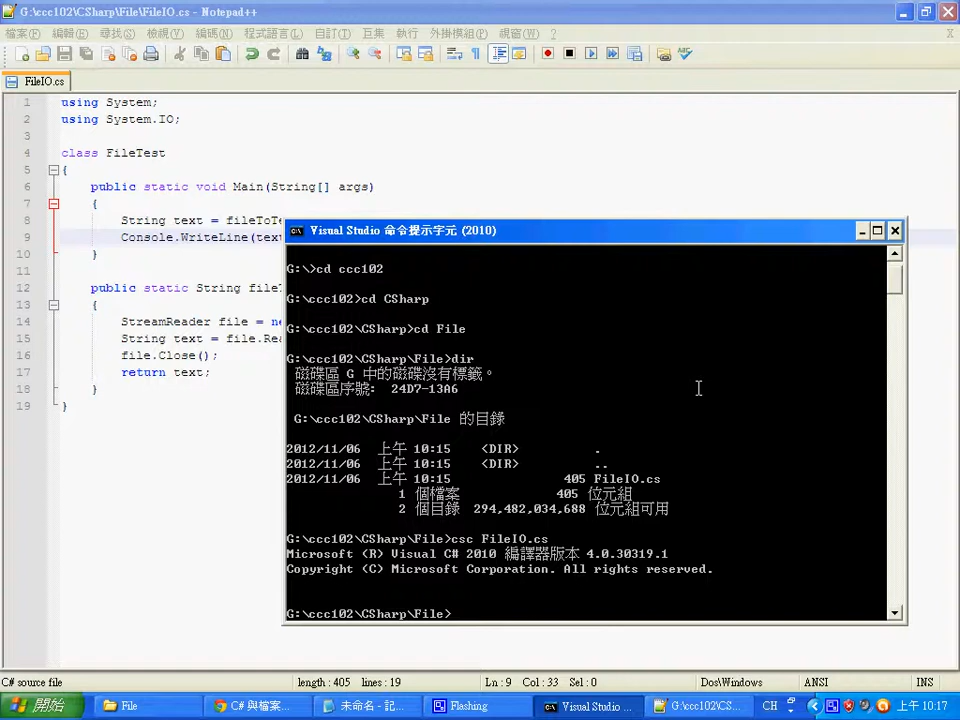 G:\ccc102\CSharp\File\FileIO.cs - Notepad++
檔案(F) 編輯(E) 尋找(S) 檢視(V) 編碼(N) 程式語言(L) 自訂(T) 巨集 執行 外掛模組(P) 視窗(W) ? X
FileIO.cs
1 using System;
2 using System.IO;
3
4 class FileTest
5 {
6 public static void Main(String[] args)
7 {
8 String text = fileToTe
9 Console.WriteLine(text
10 }
11
12 public static String fileT
13 {
14 StreamReader file = ne
15 String text = file.Rea
16 file.Close();
17 return text;
18 }
19 }
Visual Studio 命令提示字元 (2010)
G:\>cd ccc102
G:\ccc102>cd CSharp
G:\ccc102\CSharp>cd File
G:\ccc102\CSharp\File>dir
磁碟區 G 中的磁碟沒有標籤。
磁碟區序號: 24D7-13A6
G:\ccc102\CSharp\File 的目錄
2012/11/06 上午 10:15 <DIR> .
2012/11/06 上午 10:15 <DIR> ..
2012/11/06 上午 10:15 405 FileIO.cs
1 個檔案 405 位元組
2 個目錄 294,482,034,688 位元組可用
G:\ccc102\CSharp\File>csc FileIO.cs
Microsoft (R) Visual C# 2010 編譯器版本 4.0.30319.1
Copyright (C) Microsoft Corporation. All rights reserved.
G:\ccc102\CSharp\File>
C# source file length: 405 lines: 19 Ln: 9 Col: 33 Sel: 0 Dos\Windows ANSI INS
開始 File C# 與檔案... 未命名 - 記... Flashing Visual Studio ... G:\ccc102\CS... CH 上午 10:17